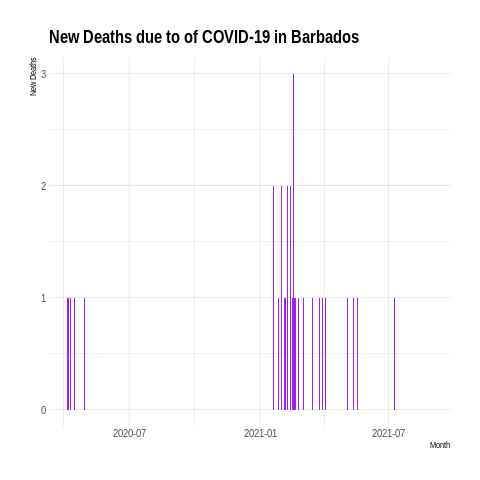 New Deaths due to of COVID-19 in Barbados
New Deaths
3
2
1
0
2020-07
2021-01
2021-07
Month